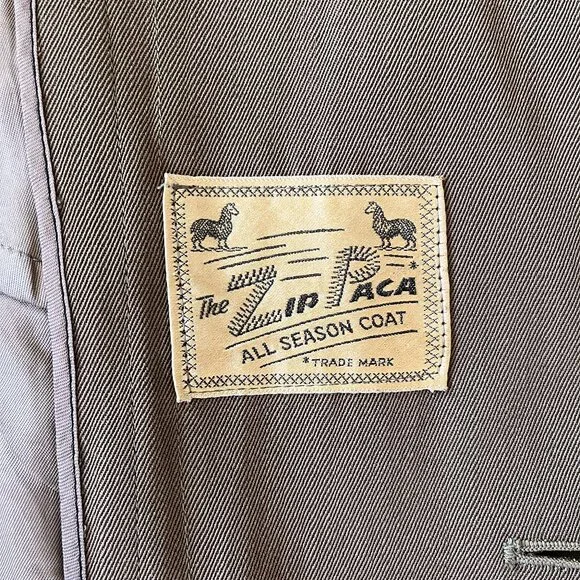 The ZIP PACA*
ALL SEASON COAT
*TRADE MARK